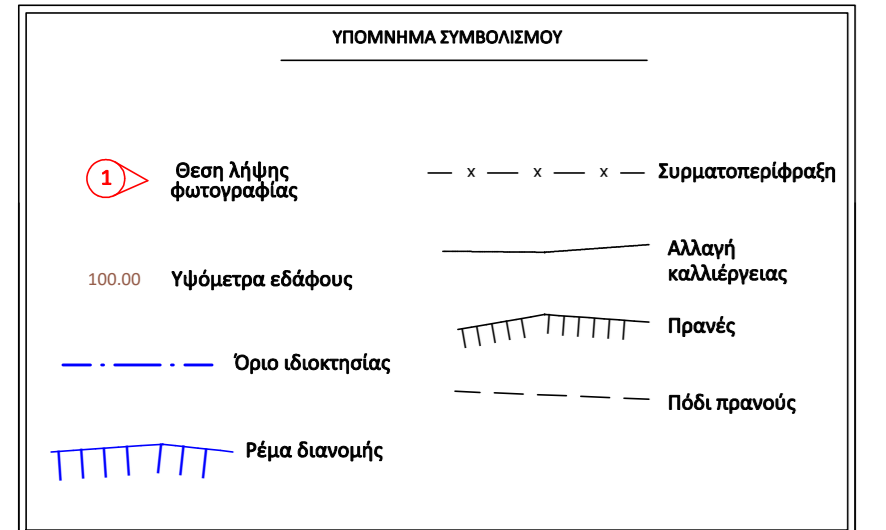 ΥΠΟΜΝΗΜΑ ΣΥΜΒΟΛΙΣΜΟΥ
1
Θεση λήψης
φωτογραφίας
100.00
Υψόμετρα εδάφους
Όριο ιδιοκτησίας
Ρέμα διανομής
x x x
Συρματοπερίφραξη
Αλλαγή
καλλιέργειας
Πρανές
Πόδι πρανούς